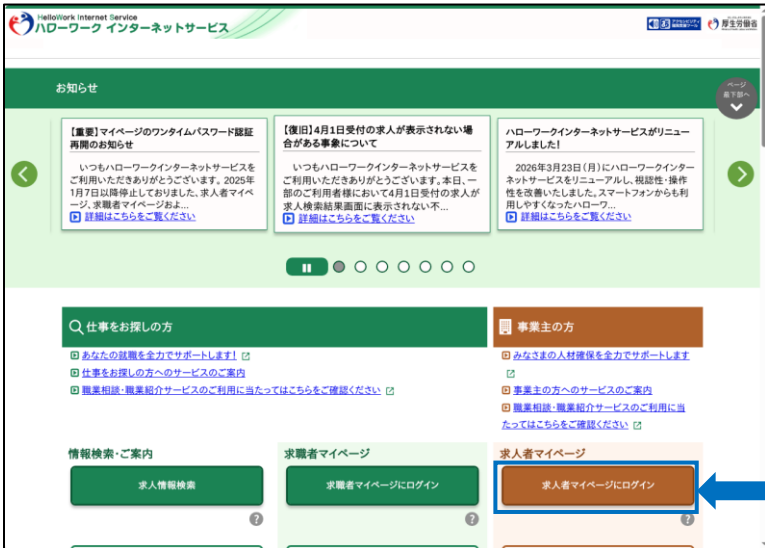 HelloWork Internet Service
ハローワーク インターネットサービス
厚生労働省
お知らせ
ページ
最下部へ
【重要】マイページのワンタイムパスワード認証
再開のお知らせ
いつもハローワークインターネットサービスを
ご利用いただきありがとうございます。2025年
1月7日以降停止しておりました、求人者マイペ
ージ、求職者マイページおよ...
詳細はこちらをご覧ください
【復旧】4月1日受付の求人が表示されない場
合がある事象について
いつもハローワークインターネットサービスを
ご利用いただきありがとうございます。本日、一
部のご利用者様において4月1日受付の求人が
求人検索結果画面に表示されない不...
詳細はこちらをご覧ください
ハローワークインターネットサービスがリニュー
アルしました!
2026年3月23日(月)にハローワークインター
ネットサービスをリニューアルし、視認性・操作
性を改善いたしました。スマートフォンからも利
用しやすくなったハローワ...
詳細はこちらをご覧ください
仕事をお探しの方
あなたの就職を全力でサポートします!
仕事をお探しの方へのサービスのご案内
職業相談・職業紹介サービスのご利用に当たってはこちらをご確認ください
事業主の方
みなさまの人材確保を全力でサポートします
事業主の方へのサービスのご案内
職業相談・職業紹介サービスのご利用に当
たってはこちらをご確認ください
情報検索・ご案内
求人情報検索
?
求職者マイページ
求職者マイページにログイン
?
求人者マイページ
求人者マイページにログイン
?